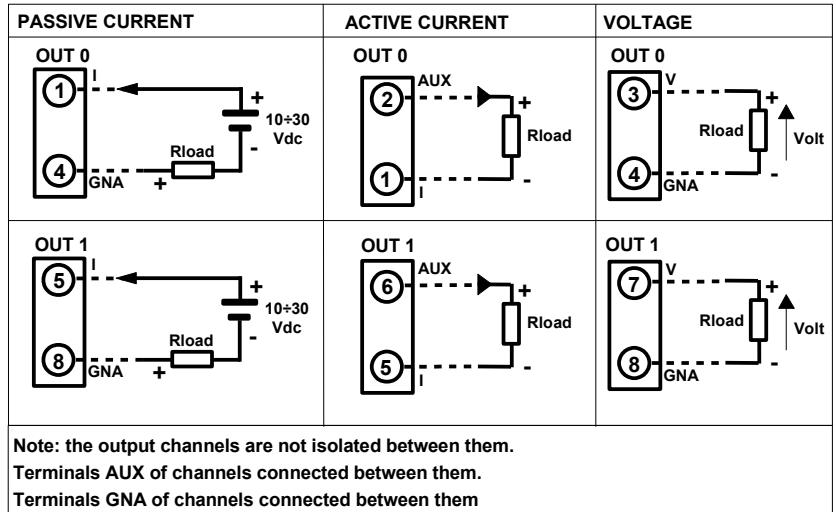 PASSIVE CURRENT
ACTIVE CURRENT
VOLTAGE
OUT 0
1
I
+
10÷30
Vdc
-
Rload
4
GNA
+
OUT 0
2
AUX
+
Rload
1
I
-
OUT 0
3
V
+
Rload
Volt
4
GNA
-
OUT 1
5
I
+
10÷30
Vdc
-
Rload
8
GNA
+
OUT 1
6
AUX
+
Rload
5
I
-
OUT 1
7
V
+
Rload
Volt
8
GNA
-
Note: the output channels are not isolated between them.
Terminals AUX of channels connected between them.
Terminals GNA of channels connected between them